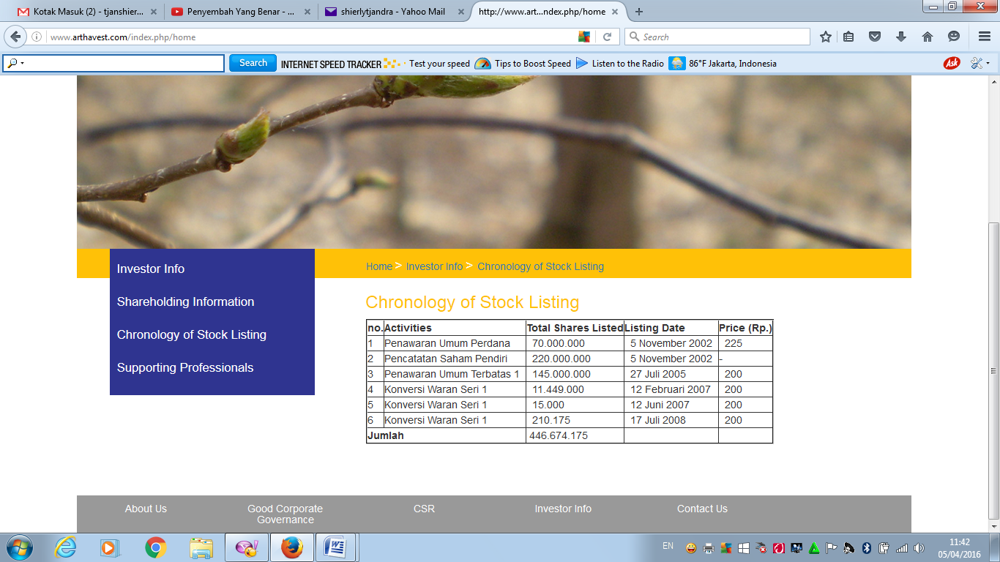 Kotak Masuk (2) - tjanshier...
Penyembah Yang Benar - ...
shierlytjandra - Yahoo Mail
http://www.art...ndex.php/home
www.arthavest.com/index.php/home
Search
Search
INTERNET SPEED TRACKER
Test your speed
Tips to Boost Speed
Listen to the Radio
86°F Jakarta, Indonesia
Ask
Investor Info
Shareholding Information
Chronology of Stock Listing
Supporting Professionals
Home > Investor Info > Chronology of Stock Listing
Chronology of Stock Listing
no. Activities Total Shares Listed Listing Date Price (Rp.)
1 Penawaran Umum Perdana 70.000.000 5 November 2002 225
2 Pencatatan Saham Pendiri 220.000.000 5 November 2002 -
3 Penawaran Umum Terbatas 1 145.000.000 27 Juli 2005 200
4 Konversi Waran Seri 1 11.449.000 12 Februari 2007 200
5 Konversi Waran Seri 1 15.000 12 Juni 2007 200
6 Konversi Waran Seri 1 210.175 17 Juli 2008 200
Jumlah 446.674.175
About Us
Good Corporate
Governance
CSR
Investor Info
Contact Us
EN
11:42
05/04/2016